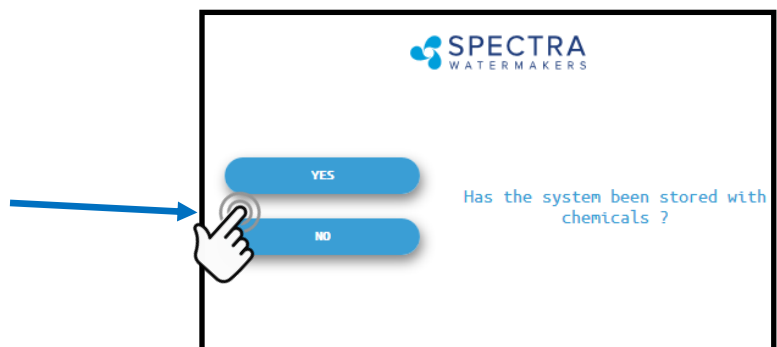 SPECTRA
WATERMAKERS
YES
Has the system been stored with
chemicals ?
NO